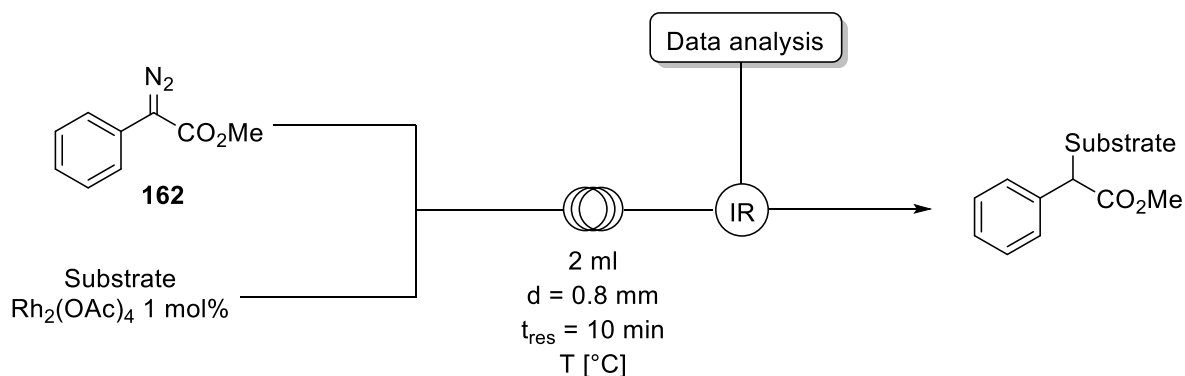 Data analysis
N₂
CO₂Me
162
Substrate
Rh₂(OAc)₄ 1 mol%
IR
2 ml
d = 0.8 mm
tres = 10 min
T [°C]
Substrate
CO₂Me